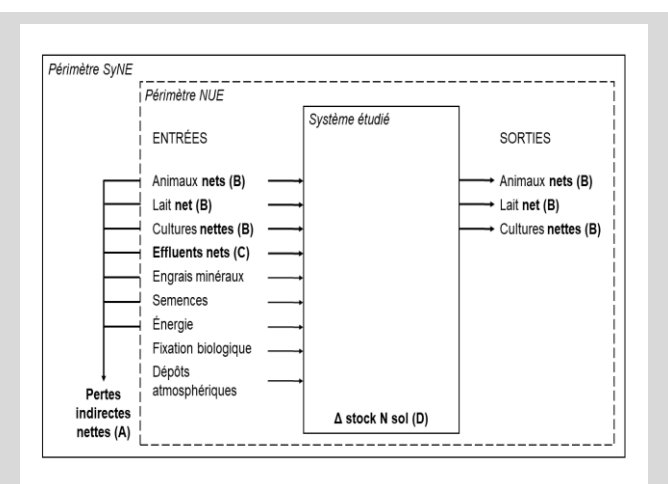 Périmètre SyNE
Périmètre NUE
Système étudié
ENTRÉES
SORTIES
Animaux nets (B)
Animaux nets (B)
Lait net (B)
Lait net (B)
Cultures nettes (B)
Cultures nettes (B)
Effluents nets (C)
Engrais minéraux
Semences
Énergie
Fixation biologique
Dépôts
atmosphériques
Pertes
indirectes
nettes (A)
Δ stock N sol (D)